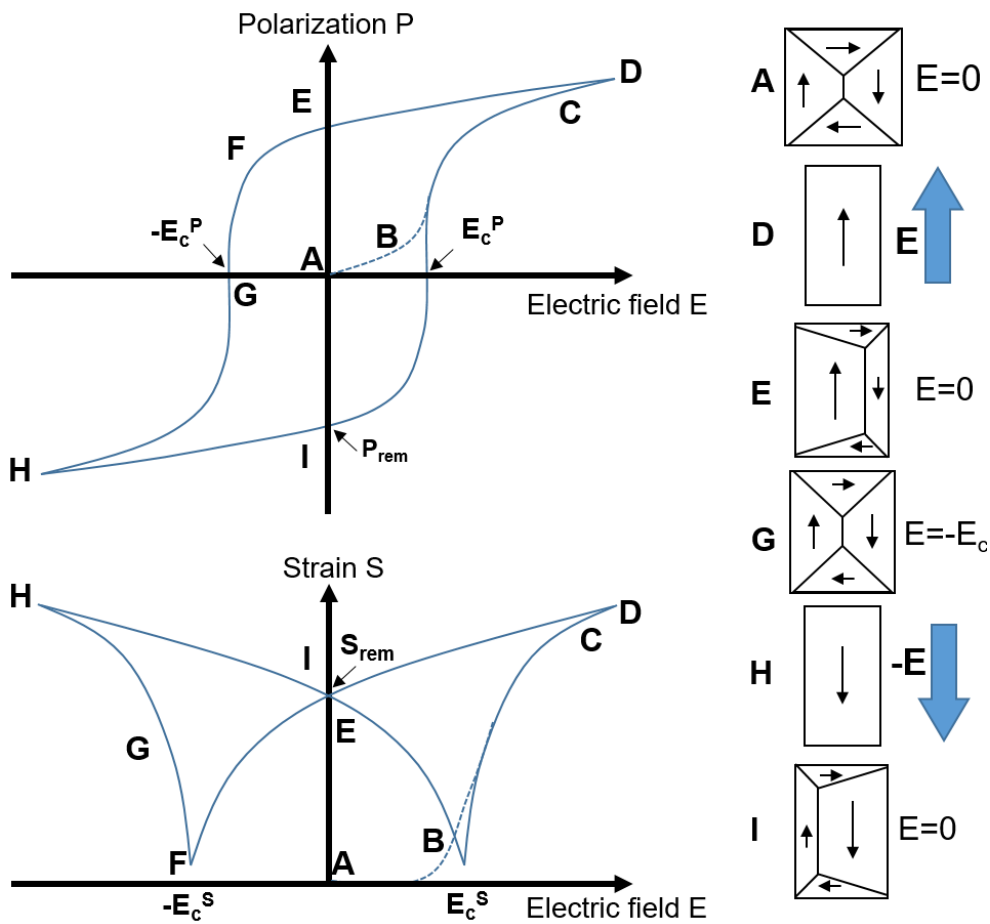 Polarization P
D
E
C
F
-E_c^P
E_c^P
B
A
G
Electric field E
I
P_rem
H
Strain S
H
D
I
S_rem
C
E
G
B
F
A
-E_c^S
E_c^S
Electric field E
A
E=0
D
E
E
E=0
G
E=-E_c
H
-E
I
E=0